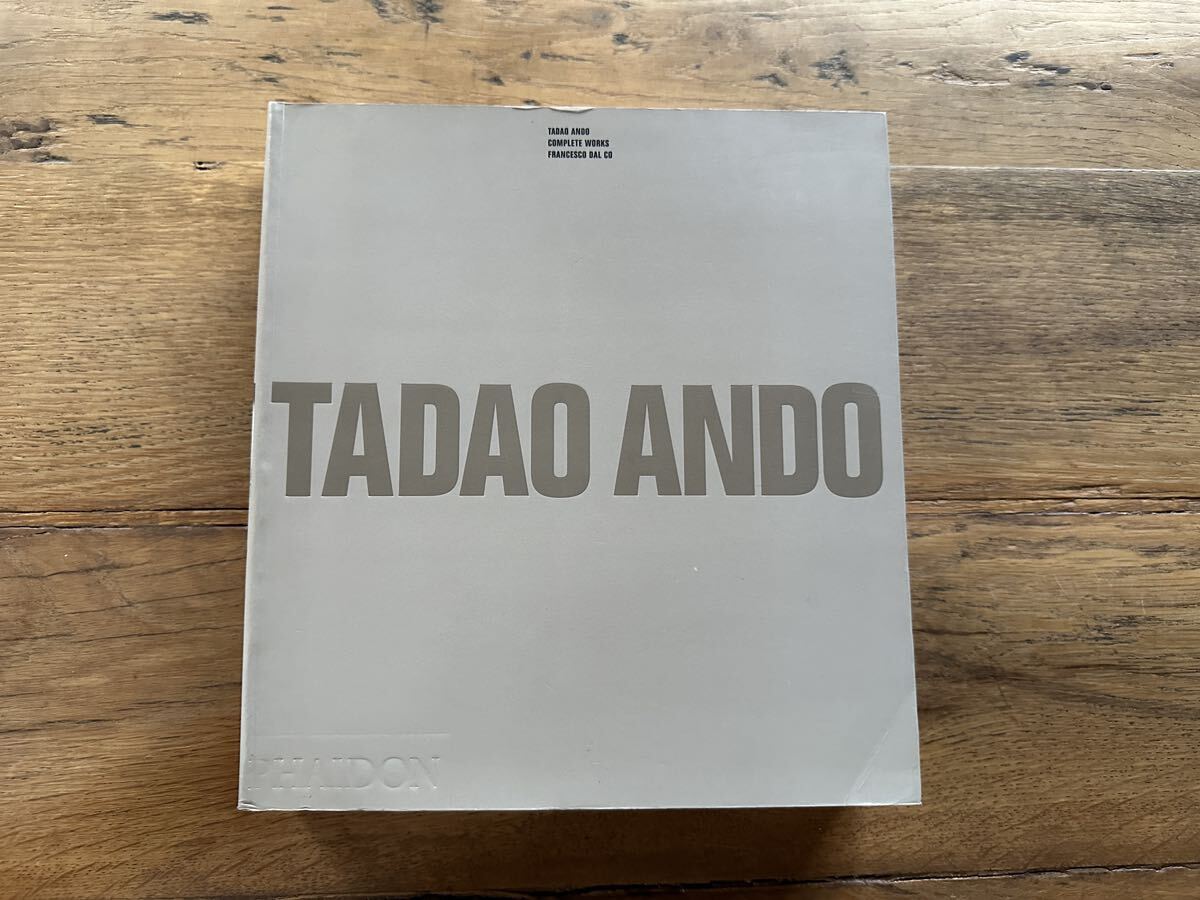 TADAO ANDO
COMPLETE WORKS
FRANCESCO DAL CO
TADAO ANDO
PHAIDON